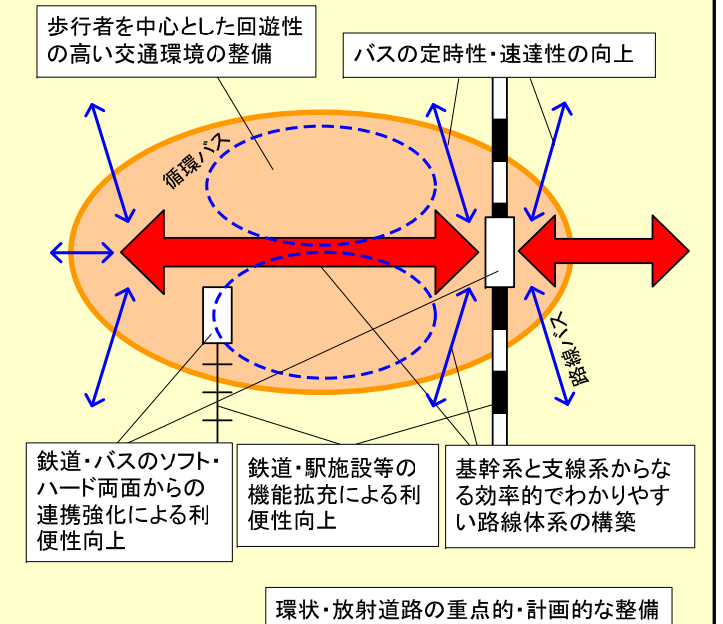 歩行者を中心とした回遊性
の高い交通環境の整備
バスの定時性・速達性の向上
循環バス
路線バス
鉄道・バスのソフト・
ハード両面からの
連携強化による利
便性向上
鉄道・駅施設等の
機能拡充による利
便性向上
基幹系と支線系からな
る効率的でわかりやす
い路線体系の構築
環状・放射道路の重点的・計画的な整備